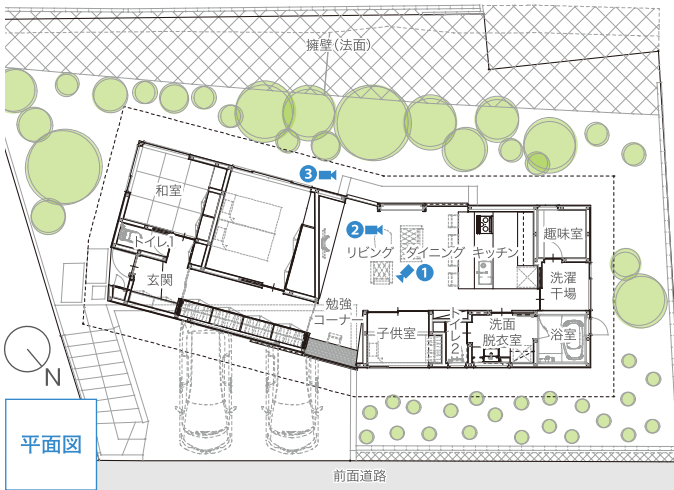 擁壁(法面)
3
和室
2
リビング ダイニング キッチン
趣味室
トイレ1
1
玄関
洗濯
干場
勉強
コーナー
子供室
トイレ2
洗面
脱衣室
浴室
N
平面図
前面道路